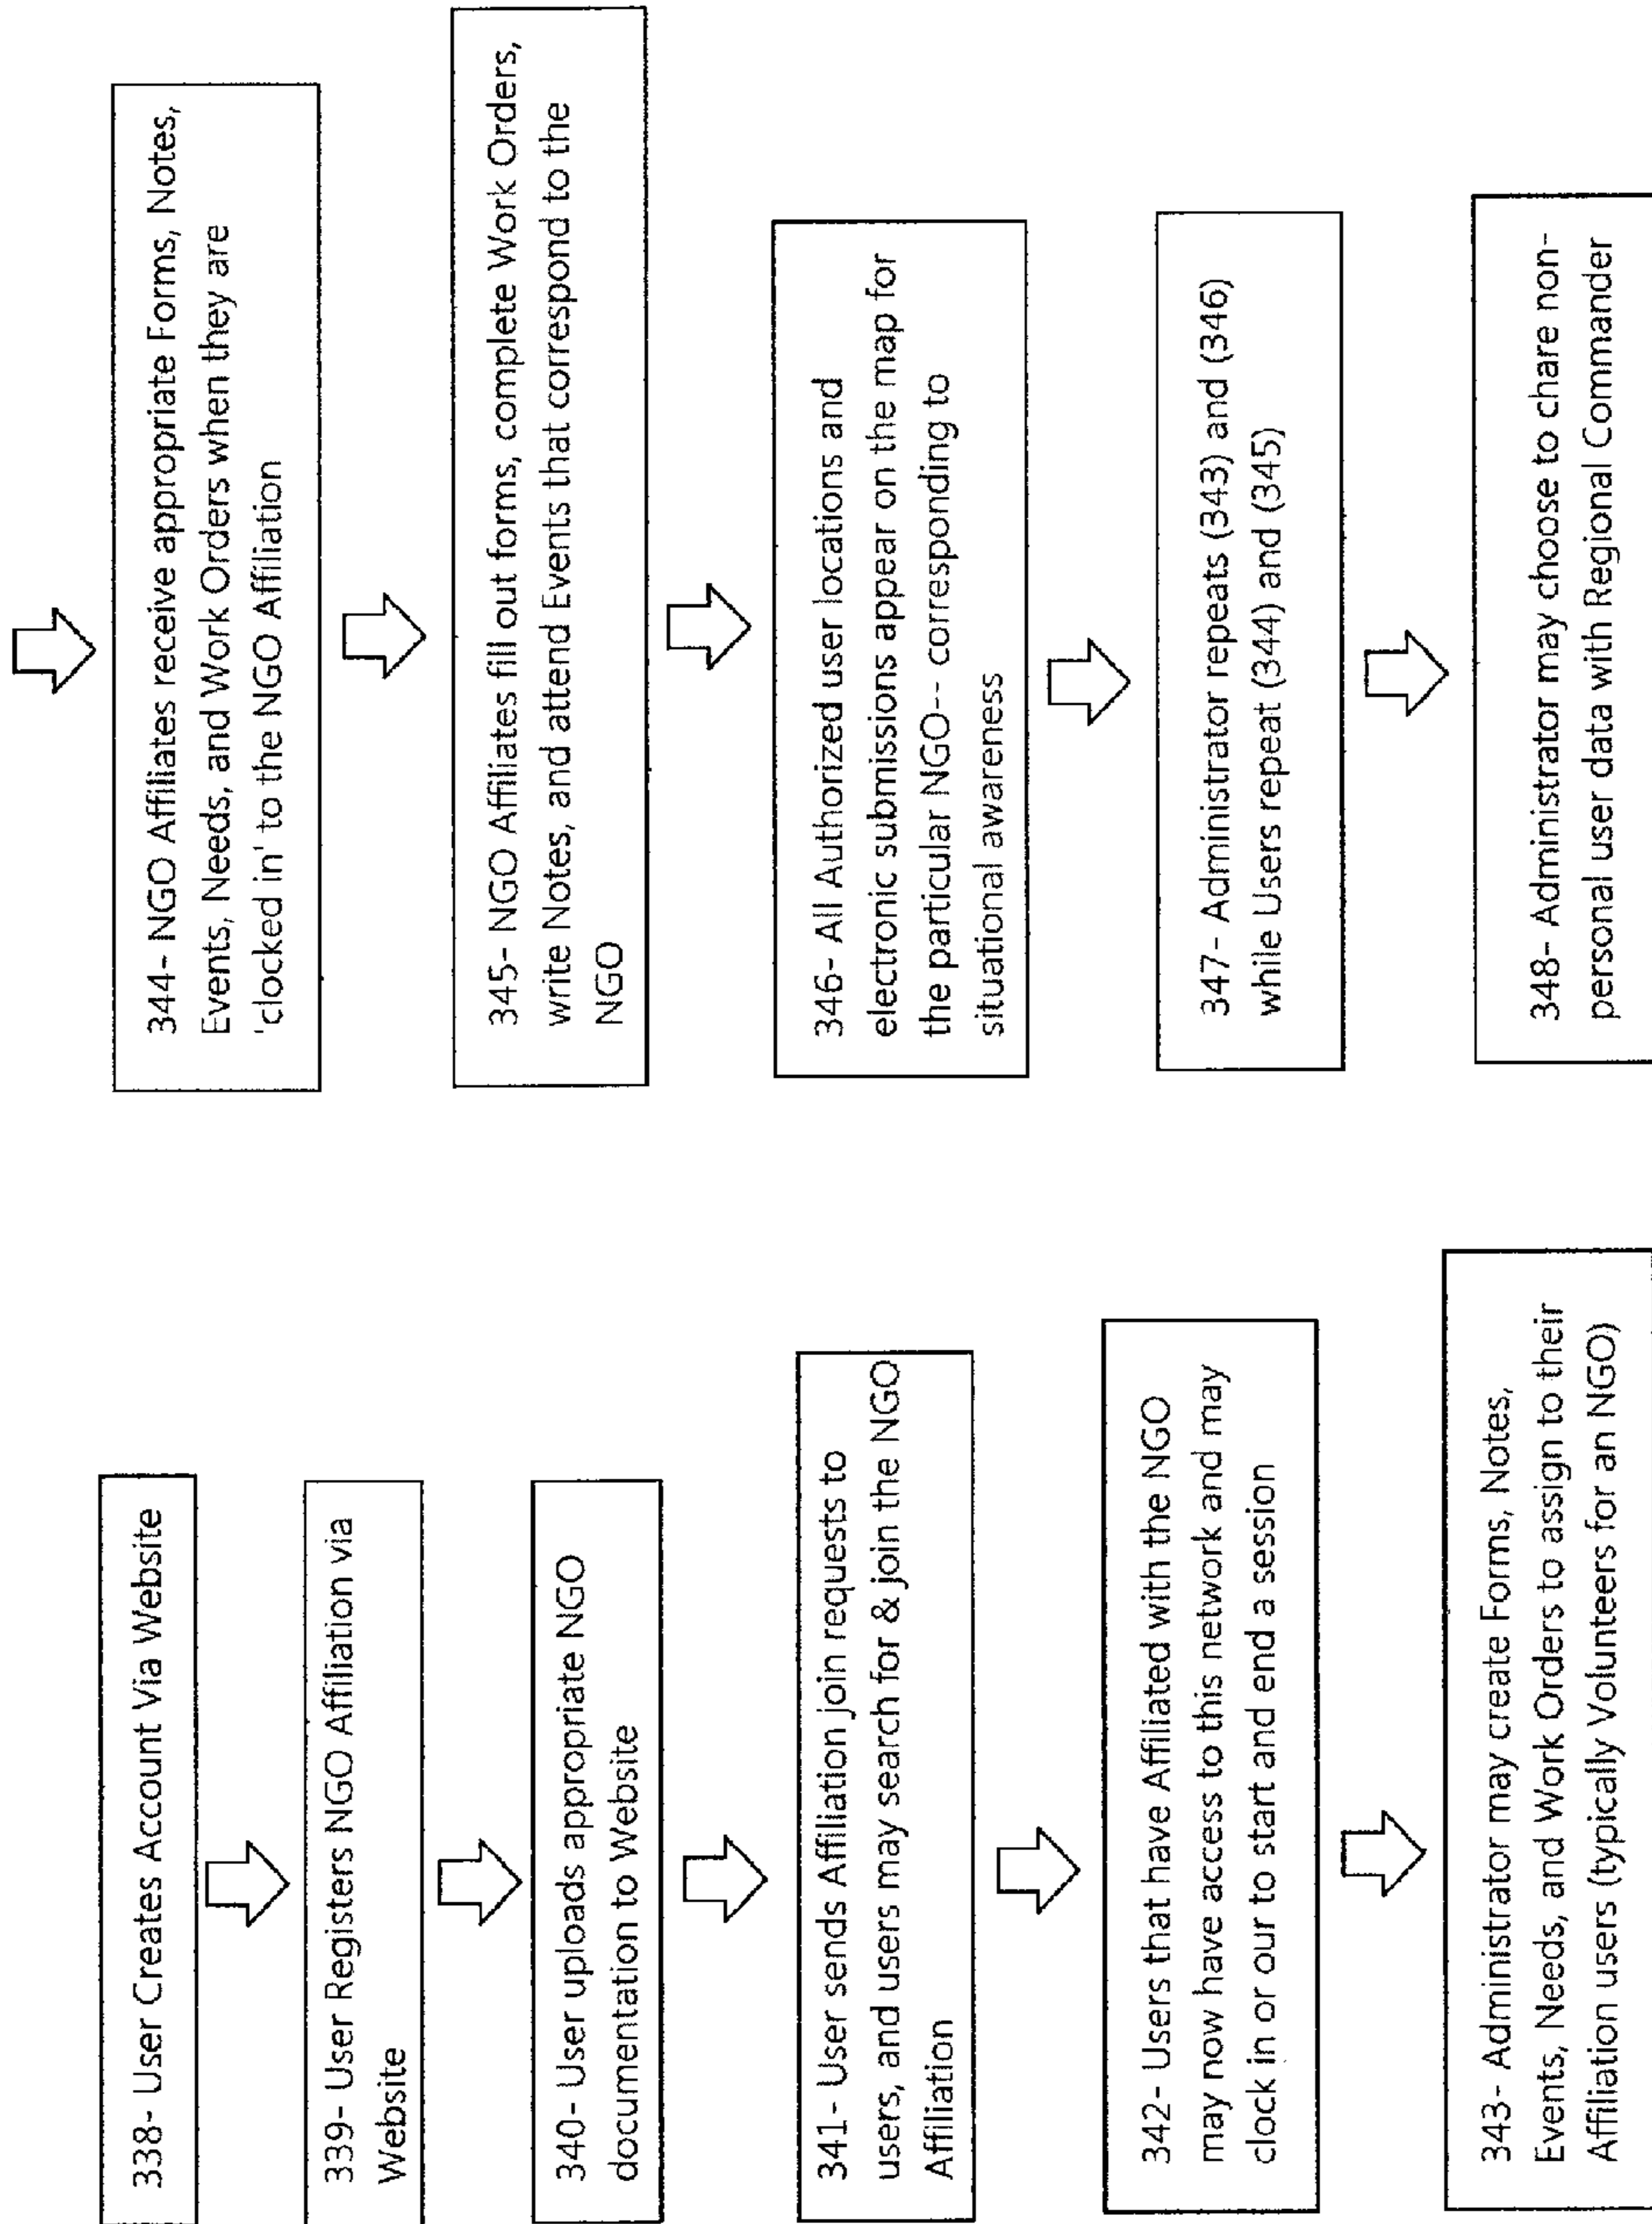 338- User Creates Account Via Website
339- User Registers NGO Affiliation via
Website
340- User uploads appropriate NGO
documentation to Website
341- User sends Affiliation join requests to
users, and users may search for & join the NGO
Affiliation
342- Users that have Affiliated with the NGO
may now have access to this network and may
clock in or our to start and end a session
343- Administrator may create Forms, Notes,
Events, Needs, and Work Orders to assign to their
Affiliation users (typically Volunteers for an NGO)
344- NGO Affiliates receive appropriate Forms, Notes,
Events, Needs, and Work Orders when they are
'clocked in' to the NGO Affiliation
345- NGO Affiliates fill out forms, complete Work Orders,
write Notes, and attend Events that correspond to the
NGO
346- All Authorized user locations and
electronic submissions appear on the map for
the particular NGO-- corresponding to
situational awareness
347- Administrator repeats (343) and (346)
while Users repeat (344) and (345)
348- Administrator may choose to chare non-
personal user data with Regional Commander